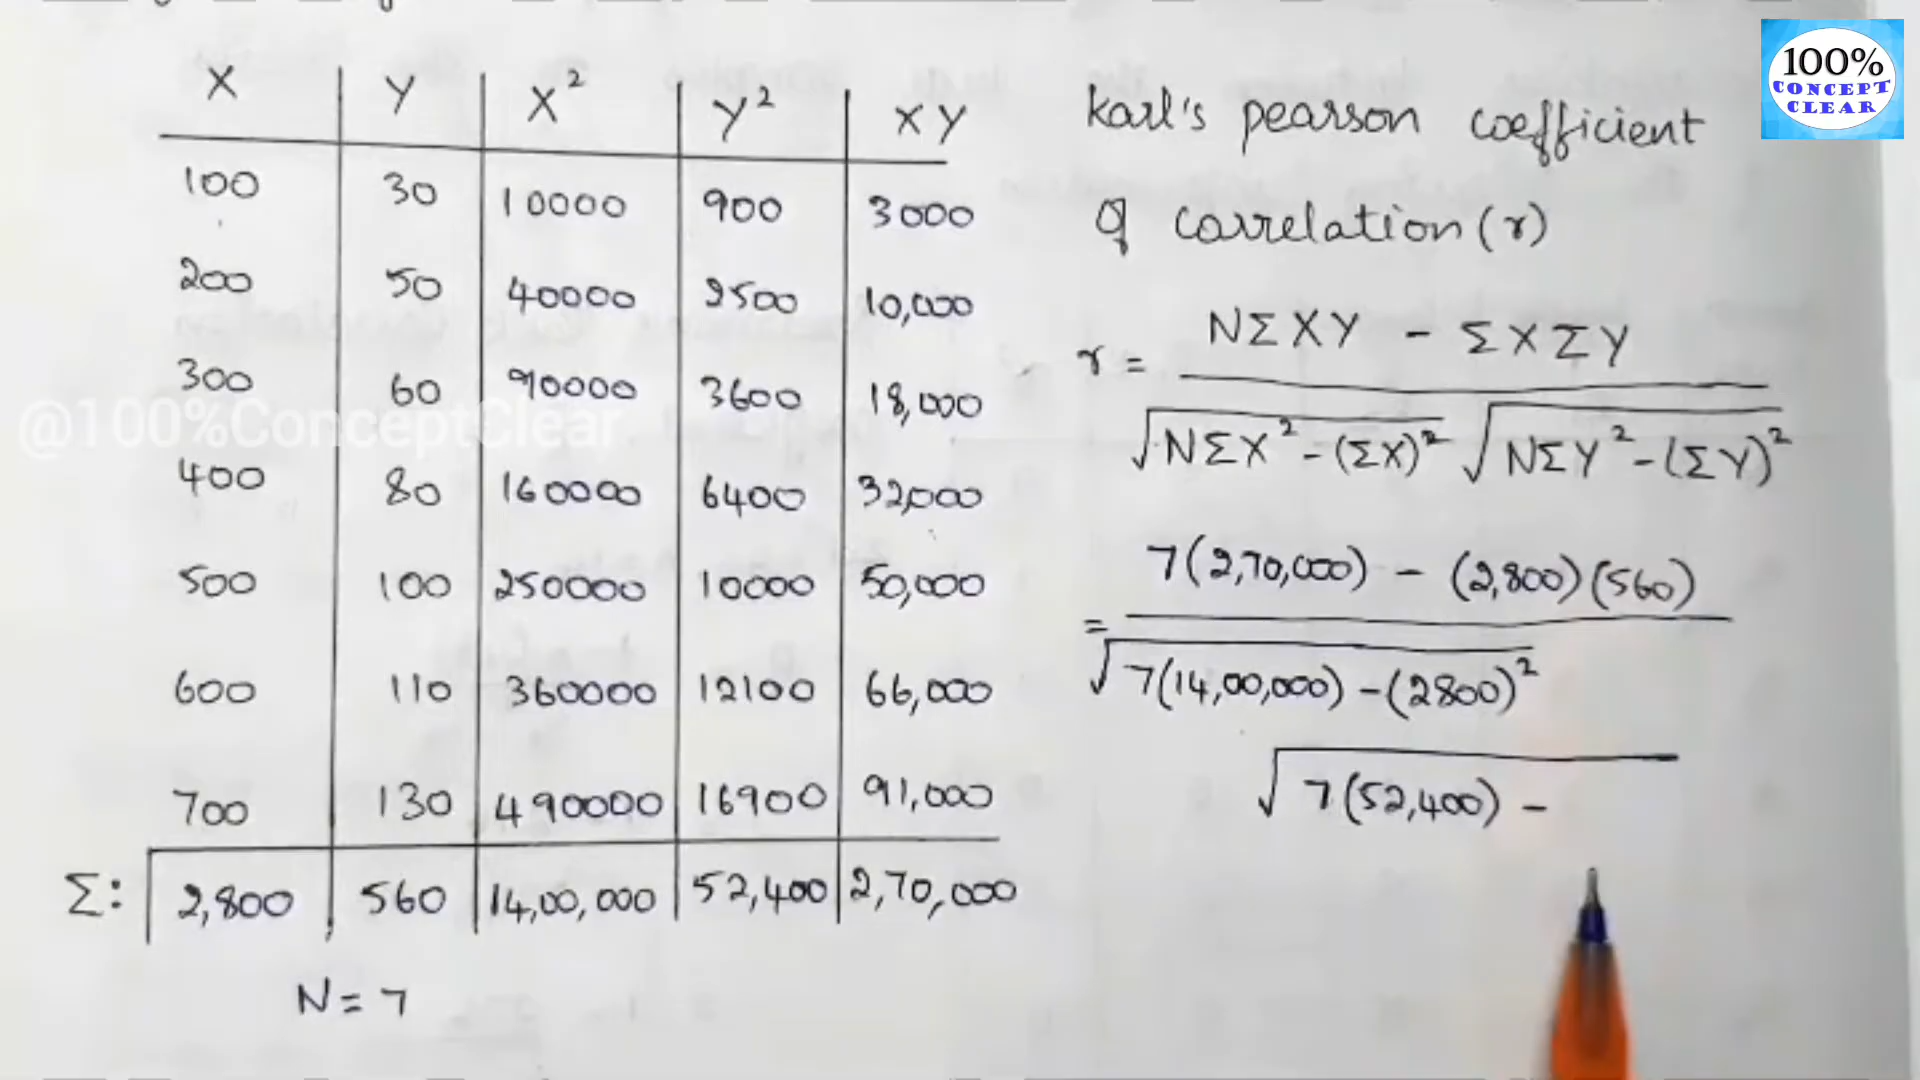 100%
CONCEPT
CLEAR
X Y X² Y² XY
100 30 10000 900 3000
200 50 40000 2500 10,000
300 60 90000 3600 18,000
400 80 160000 6400 32,000
500 100 250000 10000 50,000
600 110 360000 12100 66,000
700 130 490000 16900 91,000
Σ: 2,800 560 14,00,000 52,400 2,70,000
N = 7
@100%ConceptClear
Karl's pearson coefficient
of correlation (r)
r = NΣXY - ΣXΣY
√NΣX² - (ΣX)² √NΣY² - (ΣY)²
= 7(2,70,000) - (2,800)(560)
√7(14,00,000) - (2800)²
√7(52,400) -